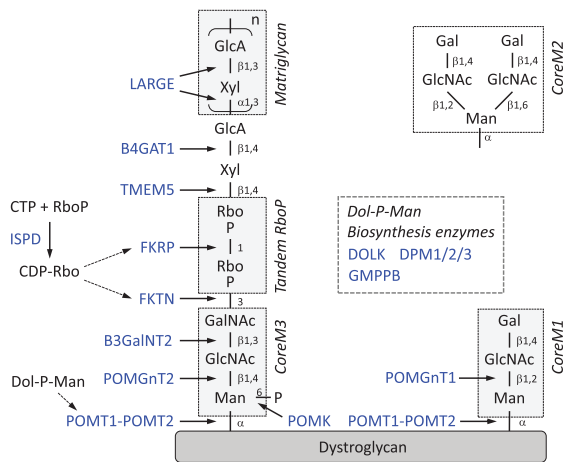 n
GlcA
β1,3
LARGE
Xyl
α1,3
Matriglycan
GlcA
B4GAT1
β1,4
Xyl
TMEM5
β1,4
CTP + RboP
ISPD
CDP-Rbo
FKRP
FKTN
Rbo
P
1
Rbo
P
3
Tandem RboP
GalNAc
B3GalNT2
β1,3
GlcNAc
POMGnT2
β1,4
Man
6
P
CoreM3
Dol-P-Man
POMT1-POMT2
α
POMK
Gal Gal
β1,4 β1,4
GlcNAc GlcNAc
β1,2 β1,6
Man
α
CoreM2
Dol-P-Man
Biosynthesis enzymes
DOLK DPM1/2/3
GMPPB
Gal
β1,4
GlcNAc
POMGnT1
β1,2
Man
CoreM1
POMT1-POMT2
α
Dystroglycan